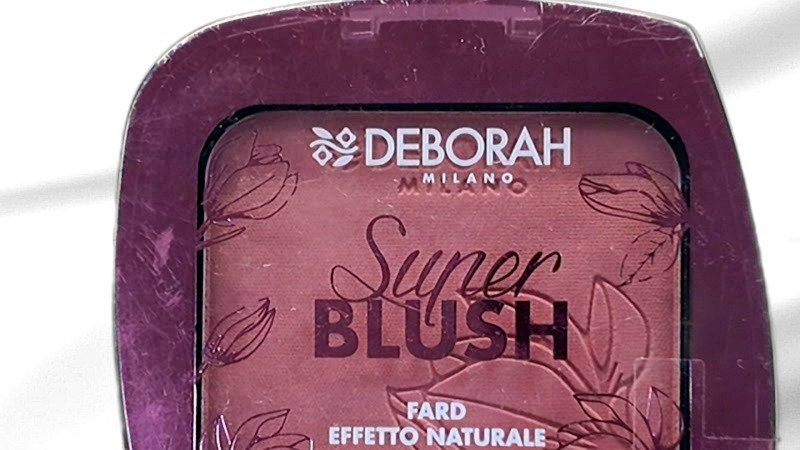 DEBORAH
MILANO
Super
BLUSH
FARD
EFFETTO NATURALE